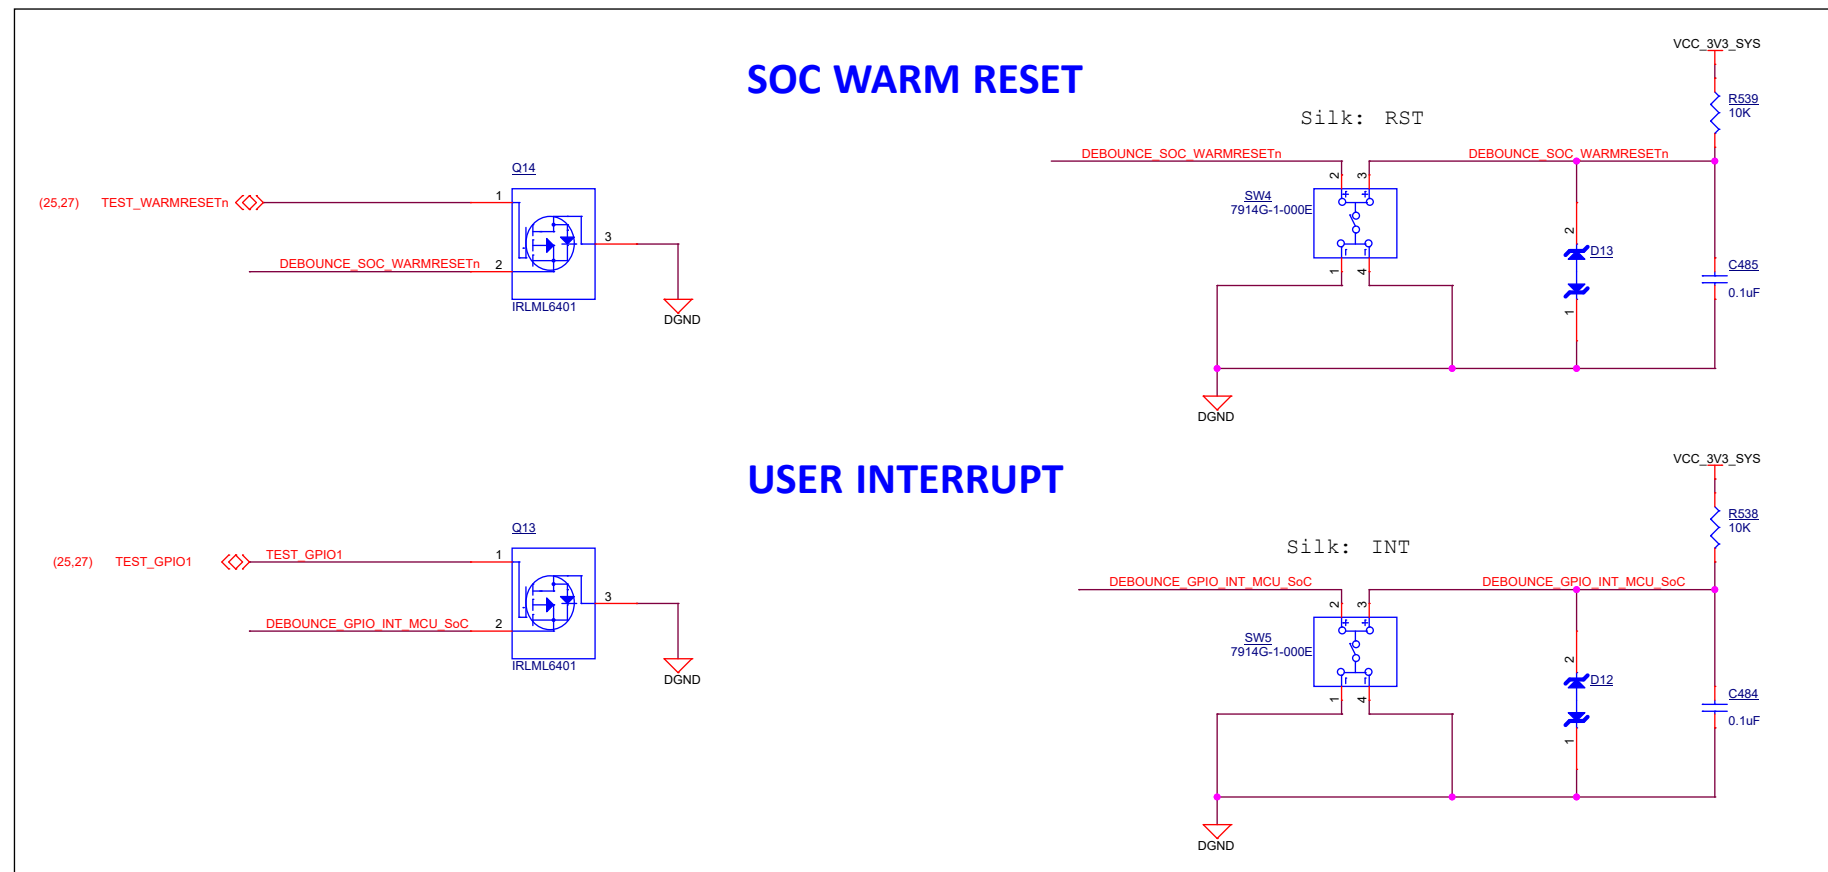 SOC WARM RESET
VCC_3V3_SYS
R539
10K
Silk: RST
DEBOUNCE_SOC_WARMRESETn
DEBOUNCE_SOC_WARMRESETn
Q14
1
(25,27) TEST_WARMRESETn
3
DEBOUNCE_SOC_WARMRESETn 2
IRLML6401
DGND
2
3
SW4
7914G-1-000E
1
4
2
D13
1
C485
0.1uF
DGND
USER INTERRUPT
VCC_3V3_SYS
R538
10K
Silk: INT
DEBOUNCE_GPIO_INT_MCU_SoC
DEBOUNCE_GPIO_INT_MCU_SoC
Q13
(25,27) TEST_GPIO1 TEST_GPIO1 1
3
DEBOUNCE_GPIO_INT_MCU_SoC 2
IRLML6401
DGND
2
3
SW5
7914G-1-000E
1
4
2
D12
1
C484
0.1uF
DGND